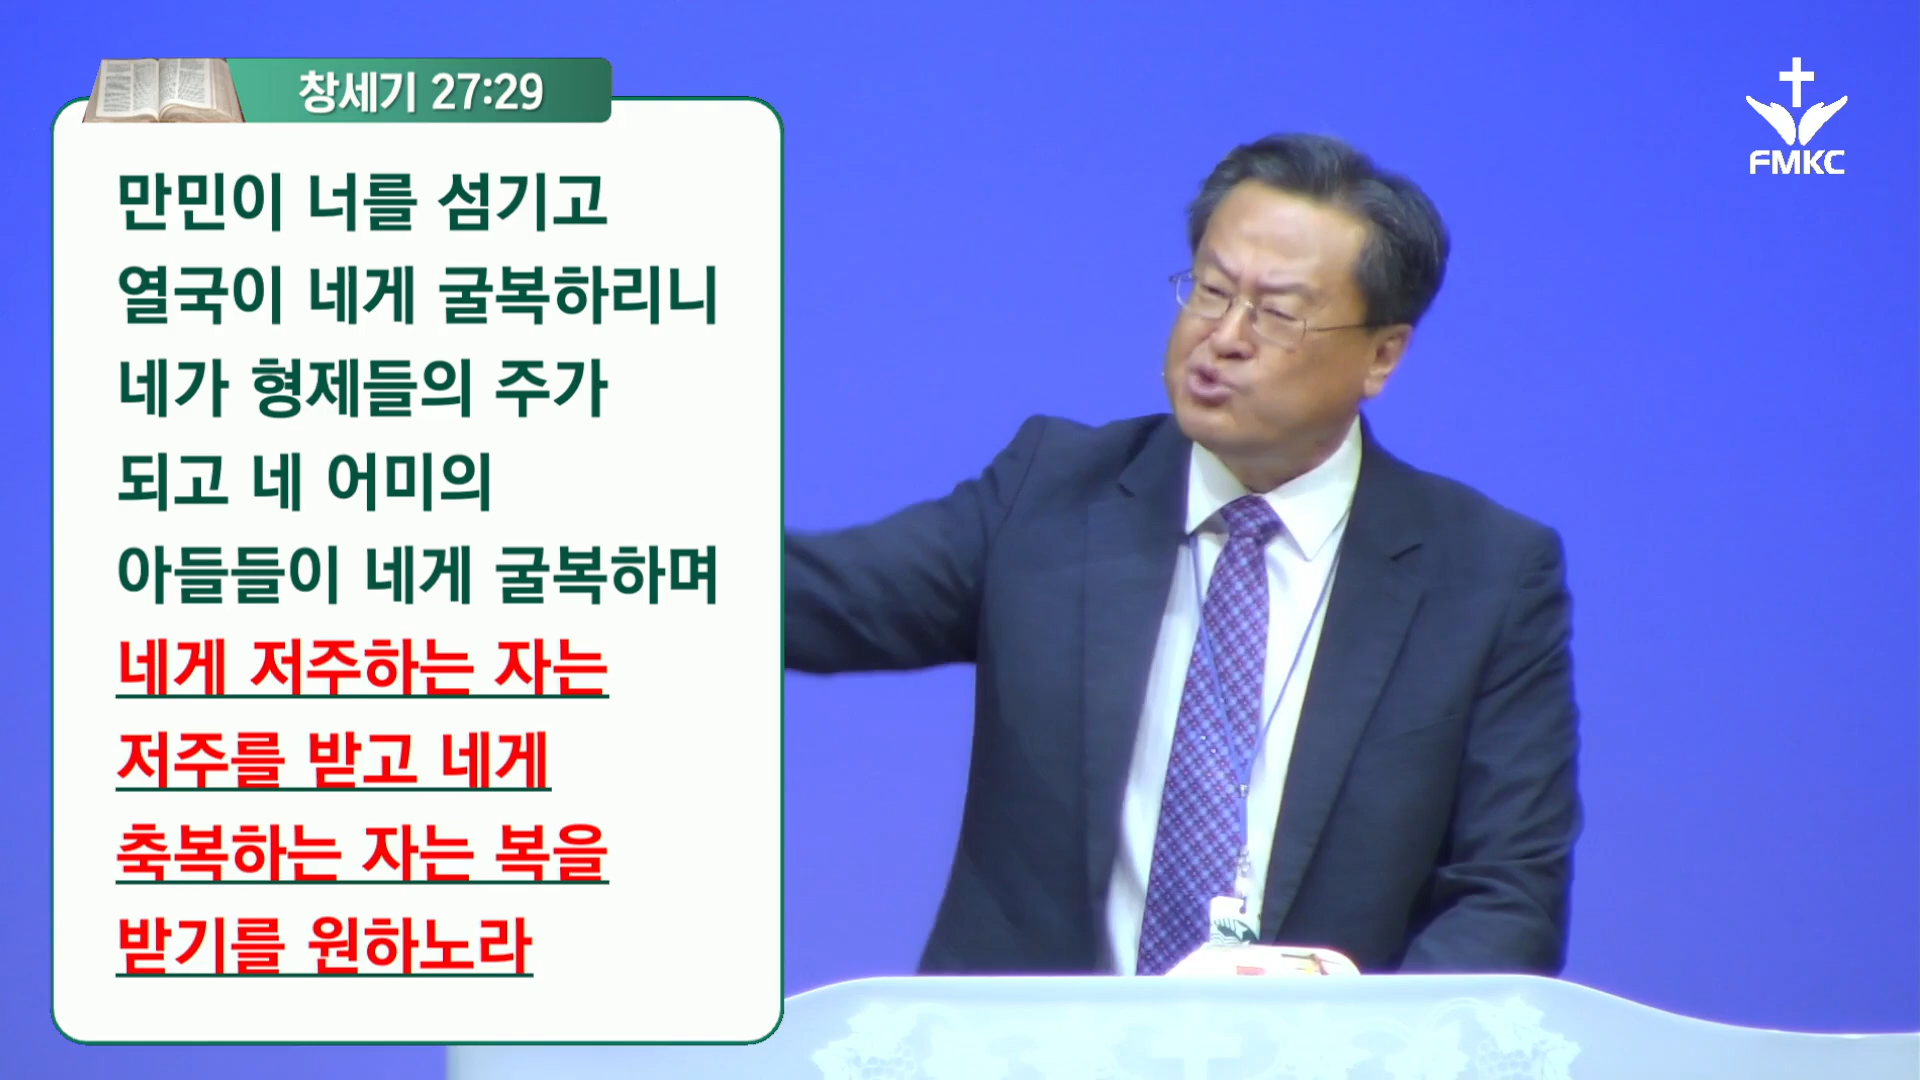 창세기 27:29
만민이 너를 섬기고
열국이 네게 굴복하리니
네가 형제들의 주가
되고 네 어미의
아들들이 네게 굴복하며
네게 저주하는 자는
저주를 받고 네게
축복하는 자는 복을
받기를 원하노라
FMKC